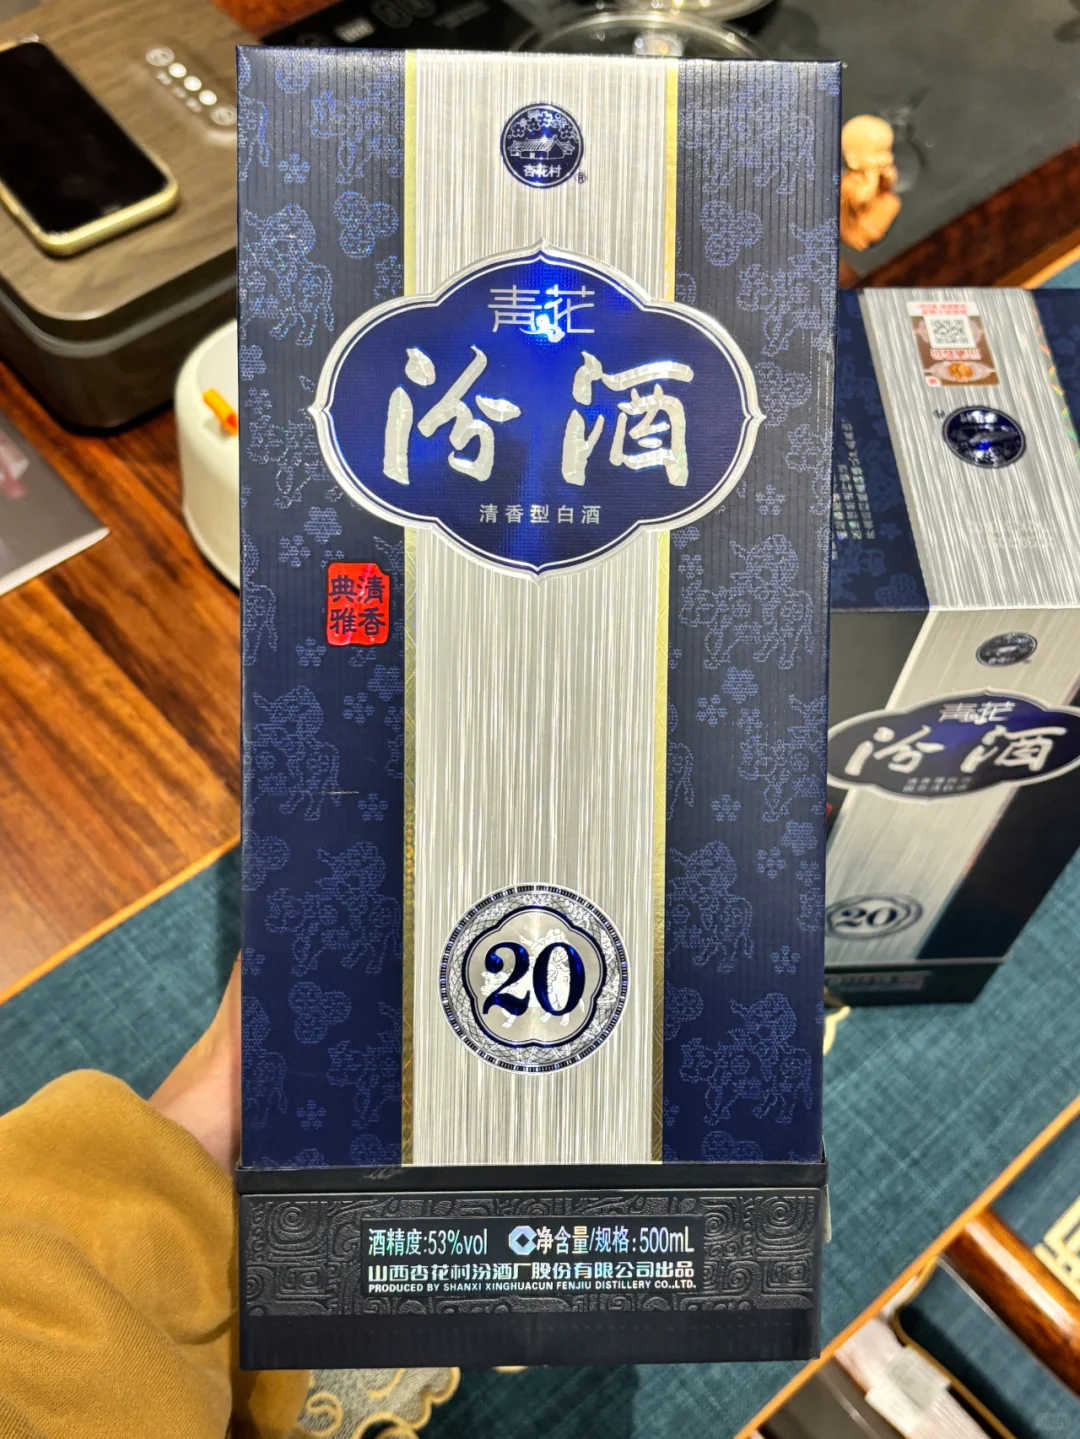 杏花村
青花
汾酒
清香型白酒
清香
典雅
20
酒精度:53%vol 净含量/规格:500mL
山西杏花村汾酒厂股份有限公司出品
PRODUCED BY SHANXI XINGHUACUN FENJIU DISTILLERY CO.,LTD.
杏花村
青花
汾酒
20